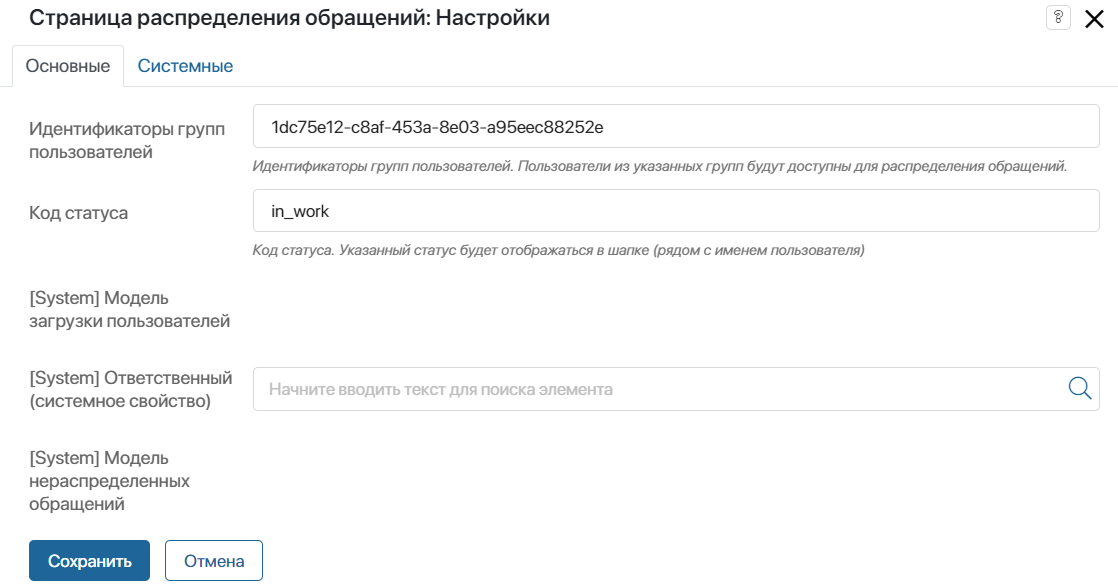 Страница распределения обращений: Настройки
?
Основные
Системные
Идентификаторы групп
пользователей
1dc75e12-c8af-453a-8e03-a95eec88252e
Идентификаторы групп пользователей. Пользователи из указанных групп будут доступны для распределения обращений.
Код статуса
in_work
Код статуса. Указанный статус будет отображаться в шапке (рядом с именем пользователя)
[System] Модель
загрузки пользователей
[System] Ответственный
(системное свойство)
Начните вводить текст для поиска элемента
[System] Модель
нераспределенных
обращений
Сохранить
Отмена